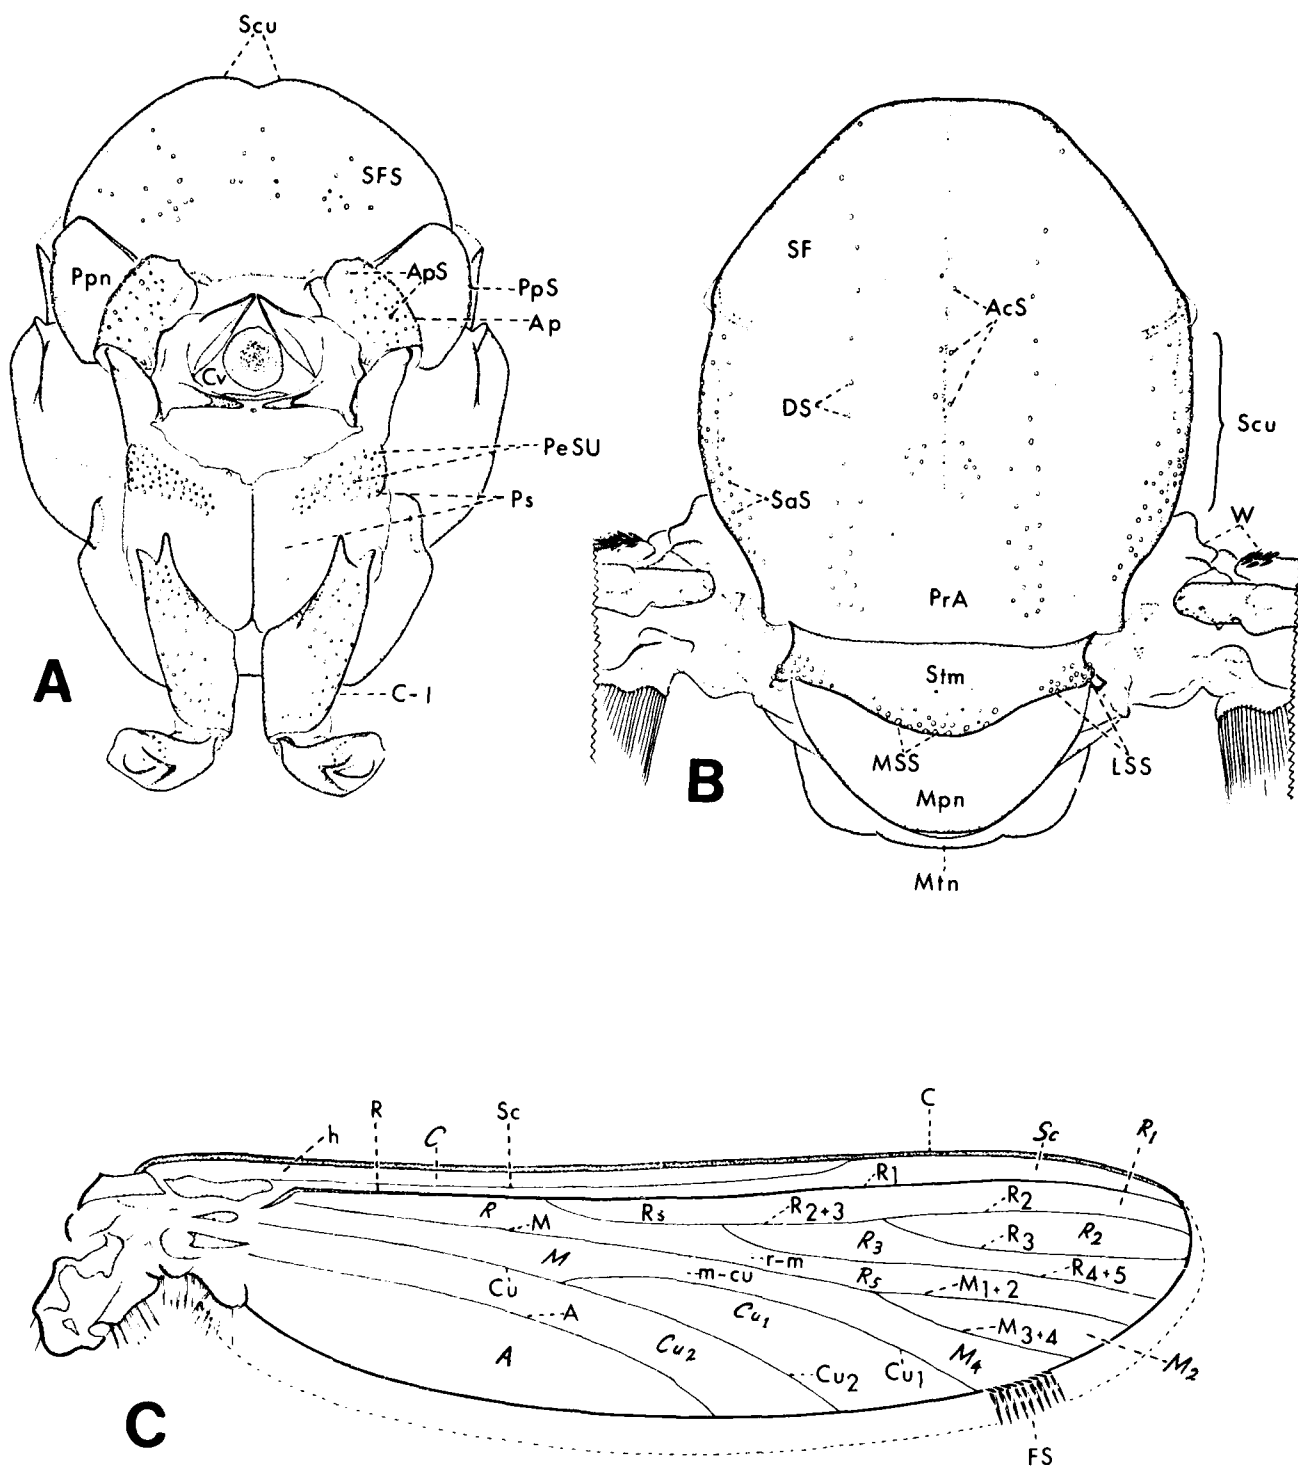 Scu
SFS
Ppn
ApS
PpS
Ap
Cv
PeSU
Ps
C-I
A
SF
AcS
DS
Scu
SaS
W
PrA
Stm
MSS
LSS
Mpn
B
Mtn
h
R
C
Sc
C
Sc
R1
R1
R
M
Rs
R2+3
R2
R3
R2
R3
M
r-m
m-cu
R5
R4+5
M1+2
Cu
A
Cu1
M3+4
Cu2
A
M4
M2
Cu2
Cu1
C
FS